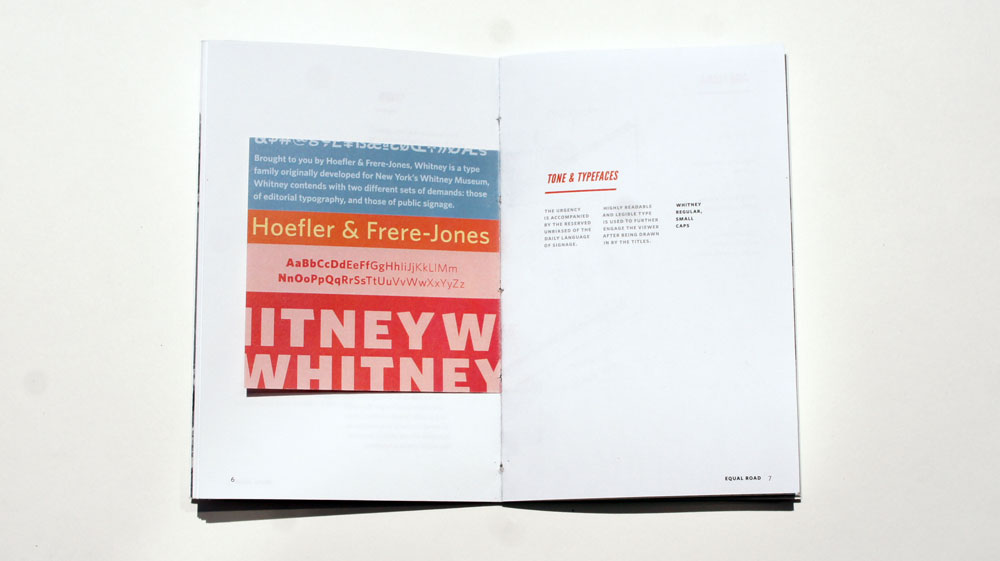 Brought to you by Hoefler & Frere-Jones, Whitney is a type
family originally developed for New York's Whitney Museum,
Whitney contends with two different sets of demands: those
of editorial typography, and those of public signage.
Hoefler & Frere-Jones
AaBbCcDdEeFfGgHhIiJjKkLlMm
NnOoPpQqRrSsTtUuVvWwXxYyZz
HITNEY W
WHITNEY
6
TONE & TYPEFACES
THE URGENCY
IS ACCOMPANIED
BY THE RESERVED
UNBIASED OF THE
DAILY LANGUAGE
OF SIGNAGE.
HIGHLY READABLE
AND LEGIBLE TYPE
IS USED TO FURTHER
ENGAGE THE VIEWER
AFTER BEING DRAWN
IN BY THE TITLES.
WHITNEY
REGULAR,
SMALL
CAPS
EQUAL ROAD 7